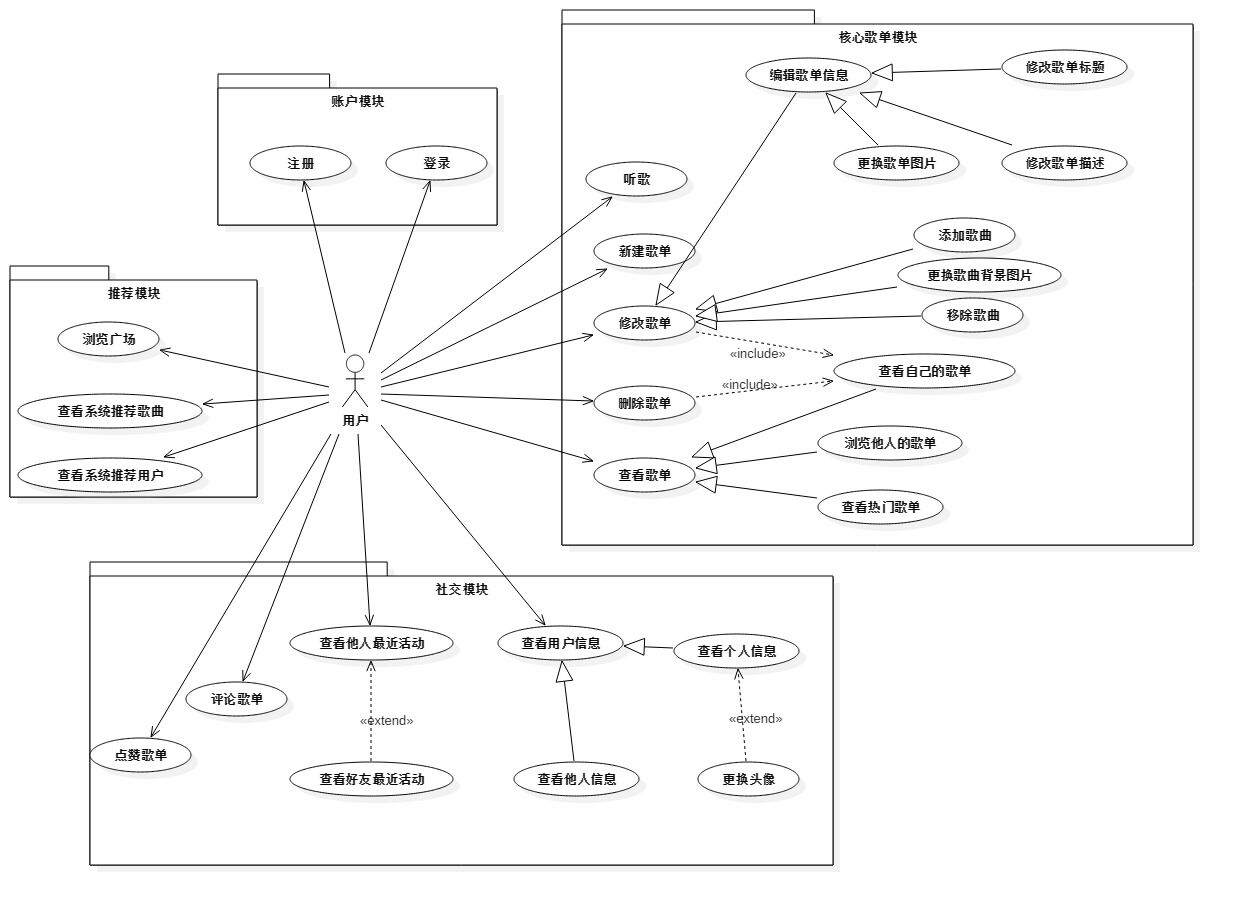 核心歌单模块
编辑歌单信息
修改歌单标题
更换歌单图片
修改歌单描述
听歌
新建歌单
添加歌曲
更换歌曲背景图片
移除歌曲
修改歌单
«include»
查看自己的歌单
«include»
删除歌单
浏览他人的歌单
查看歌单
查看热门歌单
账户模块
注册
登录
推荐模块
浏览广场
查看系统推荐歌曲
查看系统推荐用户
用户
社交模块
查看他人最近活动
查看用户信息
查看个人信息
评论歌单
«extend»
«extend»
点赞歌单
查看好友最近活动
查看他人信息
更换头像